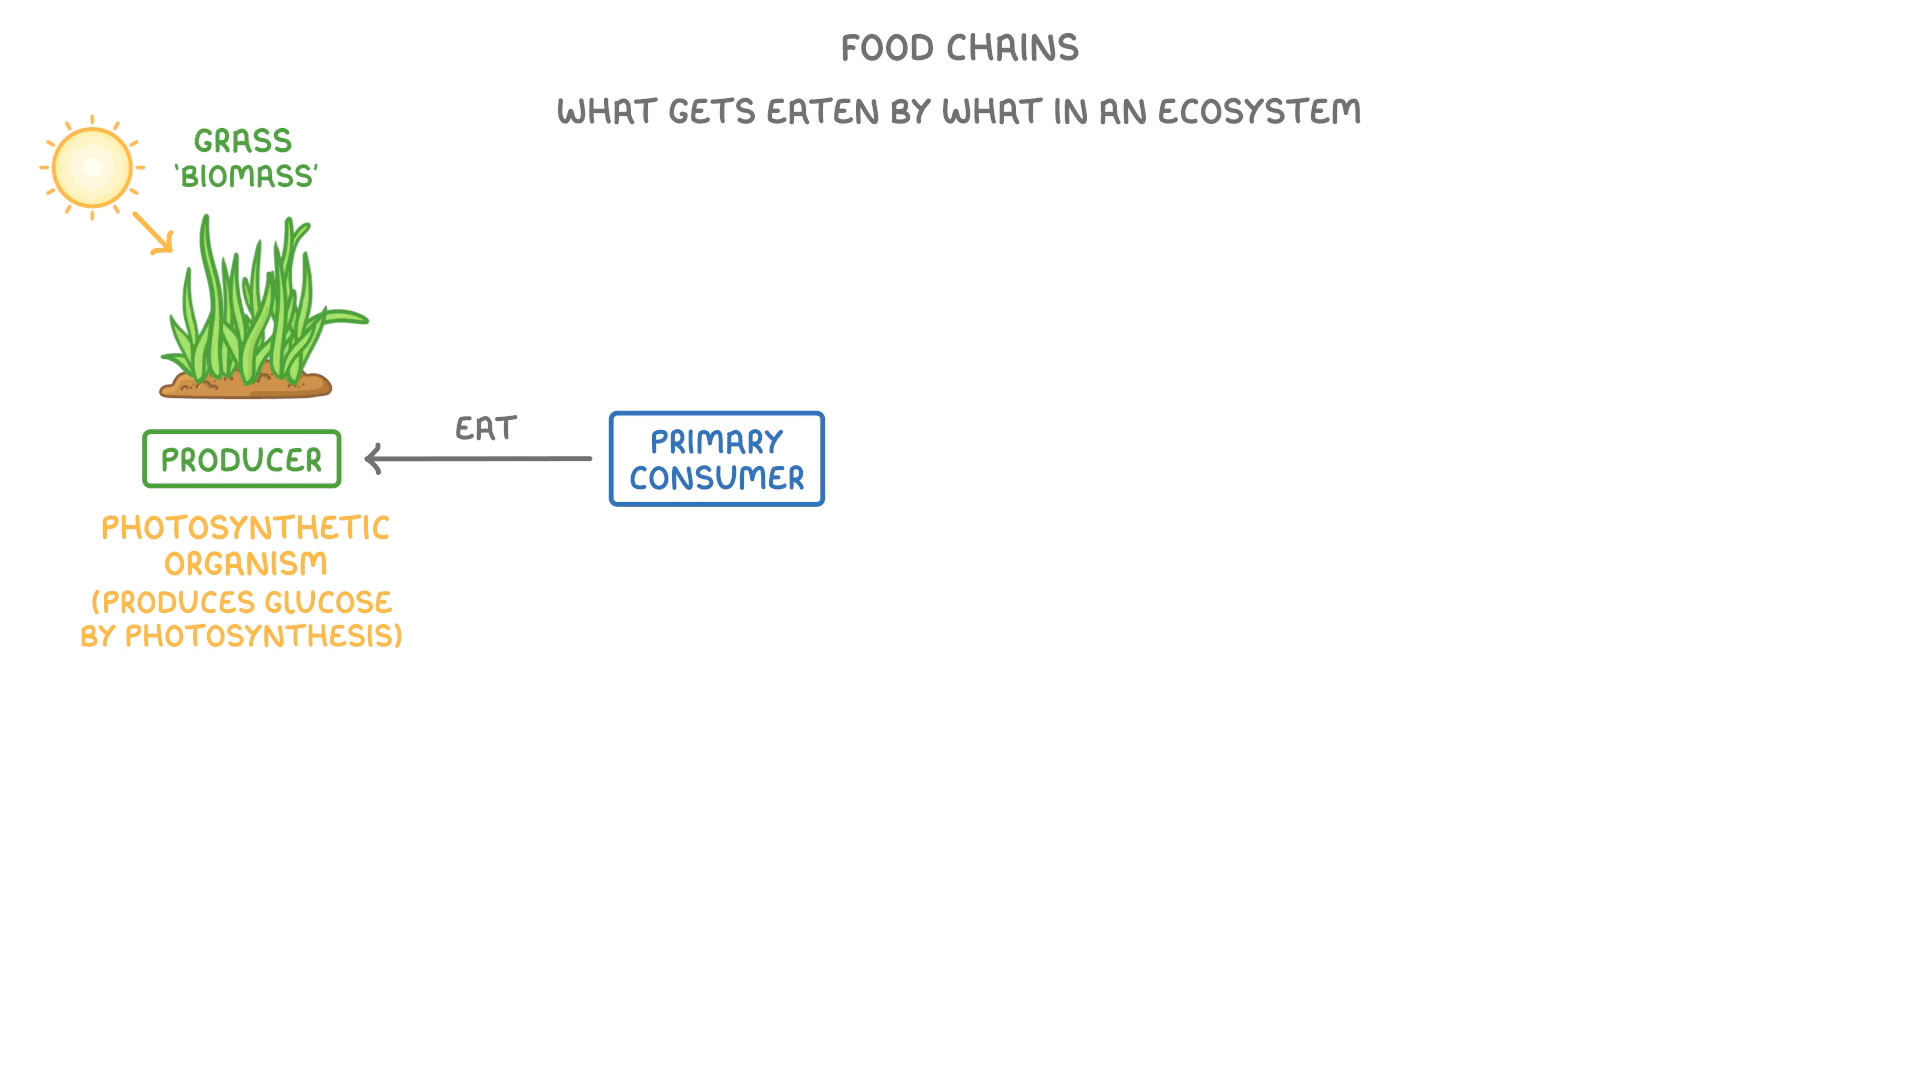 FOOD CHAINS
WHAT GETS EATEN BY WHAT IN AN ECOSYSTEM
GRASS
'BIOMASS'
PRODUCER
EAT
PRIMARY
CONSUMER
PHOTOSYNTHETIC
ORGANISM
(PRODUCES GLUCOSE
BY PHOTOSYNTHESIS)